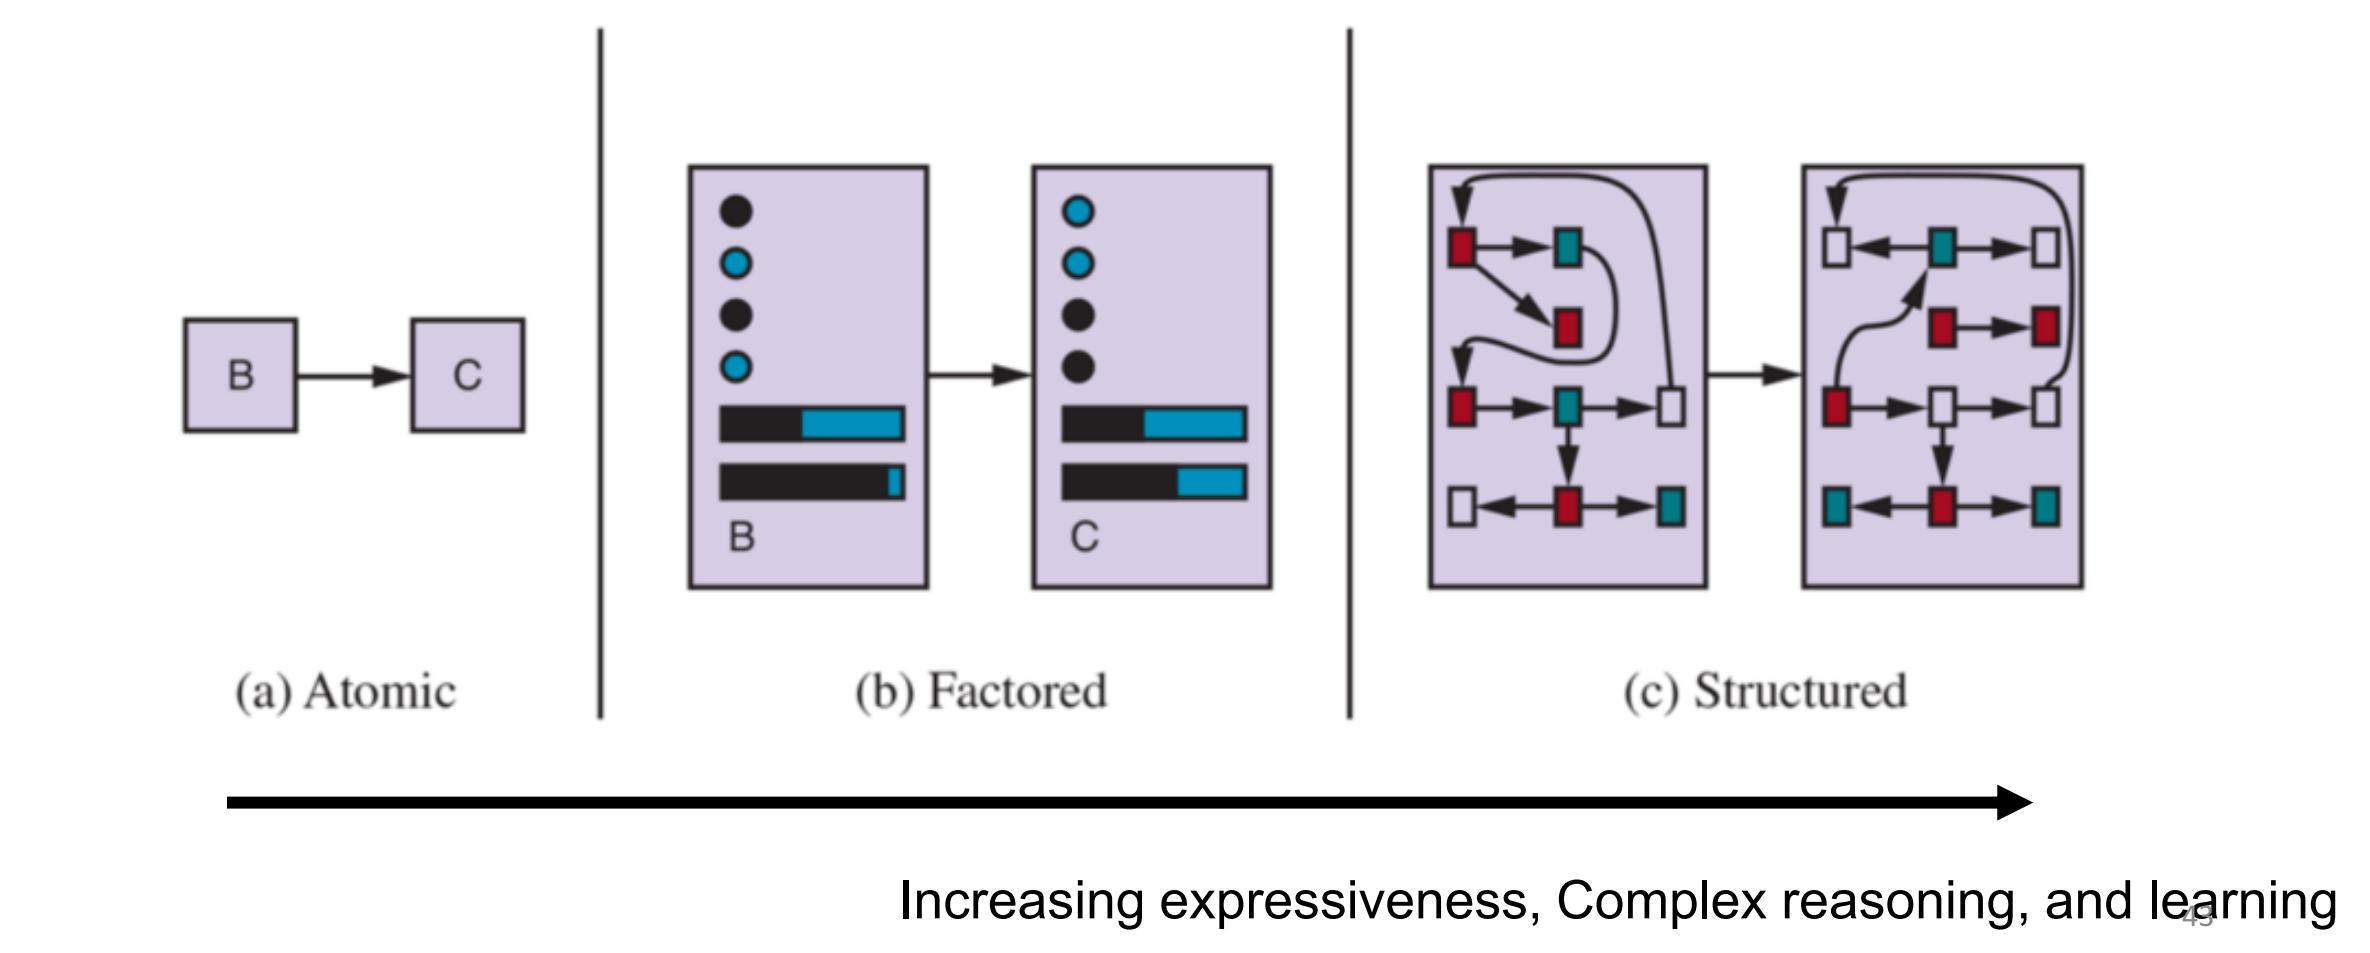 B
C
B
C
(a) Atomic
(b) Factored
(c) Structured
Increasing expressiveness, Complex reasoning, and learning
43